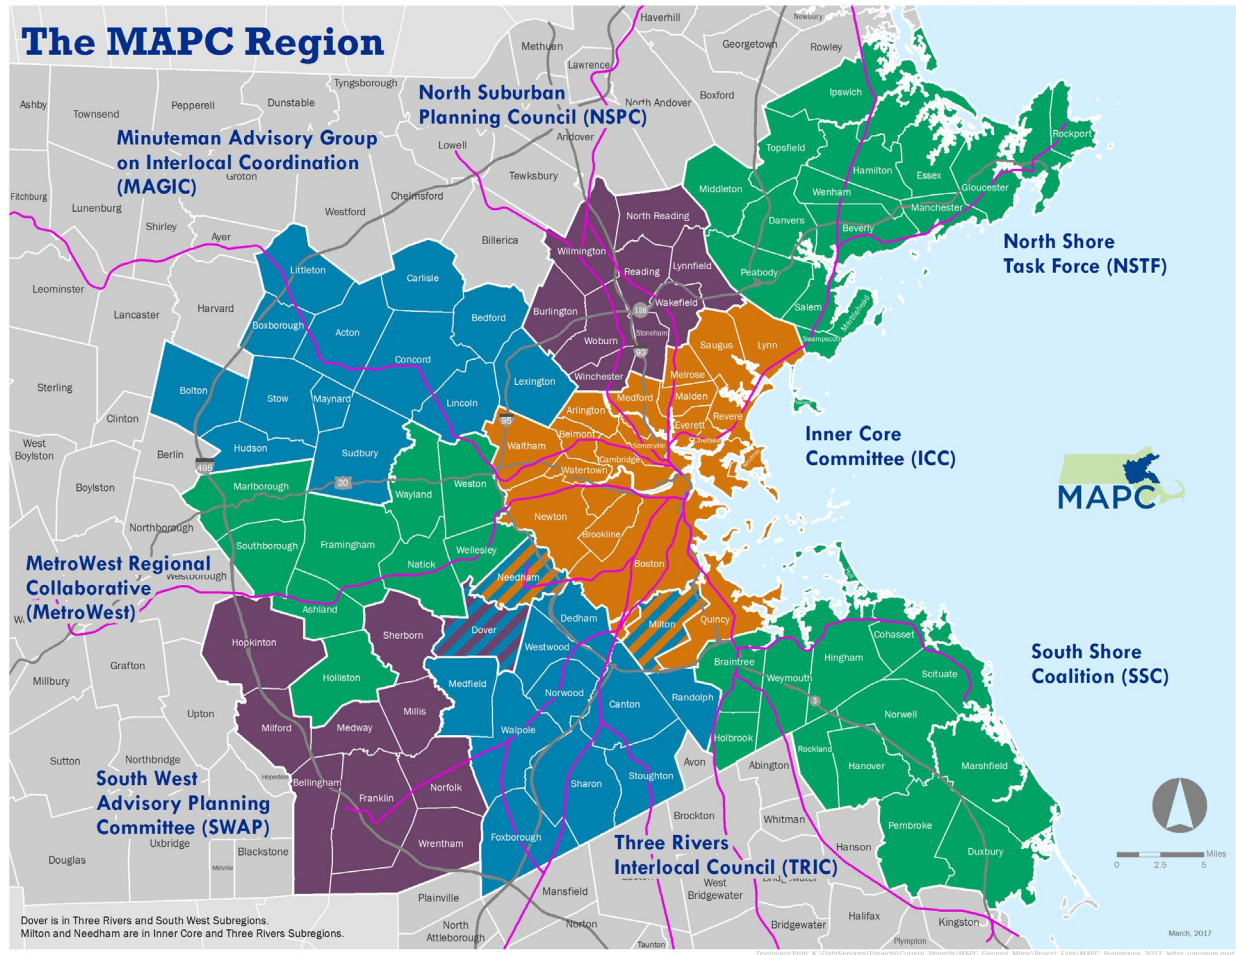 The MAPC Region
Haverhill
Newbury
Methuen
Georgetown
Rowley
Lawrence
Tyngsborough
Ashby
Townsend
Pepperell
Dunstable
North Suburban
Planning Council (NSPC)
North Andover
Boxford
Ipswich
Minuteman Advisory Group
on Interlocal Coordination
(MAGIC)
Groton
Lowell
Andover
Topsfield
Rockport
Fitchburg
Lunenburg
Shirley
Ayer
Westford
Chelmsford
Tewksbury
Billerica
Middleton
Hamilton
Essex
Gloucester
Wenham
Manchester
Danvers
Beverly
North Reading
Wilmington
Reading
Lynnfield
Peabody
Salem
Marblehead
Swampscott
North Shore
Task Force (NSTF)
Leominster
Lancaster
Harvard
Littleton
Carlisle
Boxborough
Acton
Bedford
Burlington
Wakefield
128
Stoneham
Woburn
93
Winchester
Saugus
Lynn
Sterling
Clinton
Bolton
Stow
Maynard
Concord
Lincoln
Lexington
Melrose
Medford
Malden
Revere
Arlington
Everett
Chelsea
Belmont
Somerville
Winthrop
Cambridge
Watertown
Waltham
95
West
Boylston
Berlin
Hudson
Sudbury
495
20
Boylston
Marlborough
Wayland
Weston
Inner Core
Committee (ICC)
MAPC
Northborough
Southborough
Framingham
Natick
Wellesley
Newton
Brookline
Boston
Needham
MetroWest Regional
Collaborative
(MetroWest)
Westborough
Ashland
Hopkinton
Sherborn
Dover
Dedham
Westwood
Milton
Quincy
Grafton
Holliston
Medfield
Norwood
Canton
Randolph
Braintree
Weymouth
Hingham
Cohasset
Scituate
3
Norwell
South Shore
Coalition (SSC)
Millbury
Upton
Milford
Medway
Millis
Walpole
Holbrook
Rockland
Hanover
Marshfield
Sutton
Northbridge
Hopedale
Bellingham
Franklin
Norfolk
Sharon
Stoughton
Avon
Abington
South West
Advisory Planning
Committee (SWAP)
Uxbridge
Wrentham
Foxborough
Brockton
Whitman
Hanson
Pembroke
Duxbury
Miles
0 2.5 5
Douglas
Millville
Blackstone
Three Rivers
Interlocal Council (TRIC)
Plainville
Mansfield
West
Bridgewater
Bridgewater
Halifax
Kingston
North
Attleborough
Norton
Taunton
Plympton
Dover is in Three Rivers and South West Subregions.
Milton and Needham are in Inner Core and Three Rivers Subregions.
March, 2017